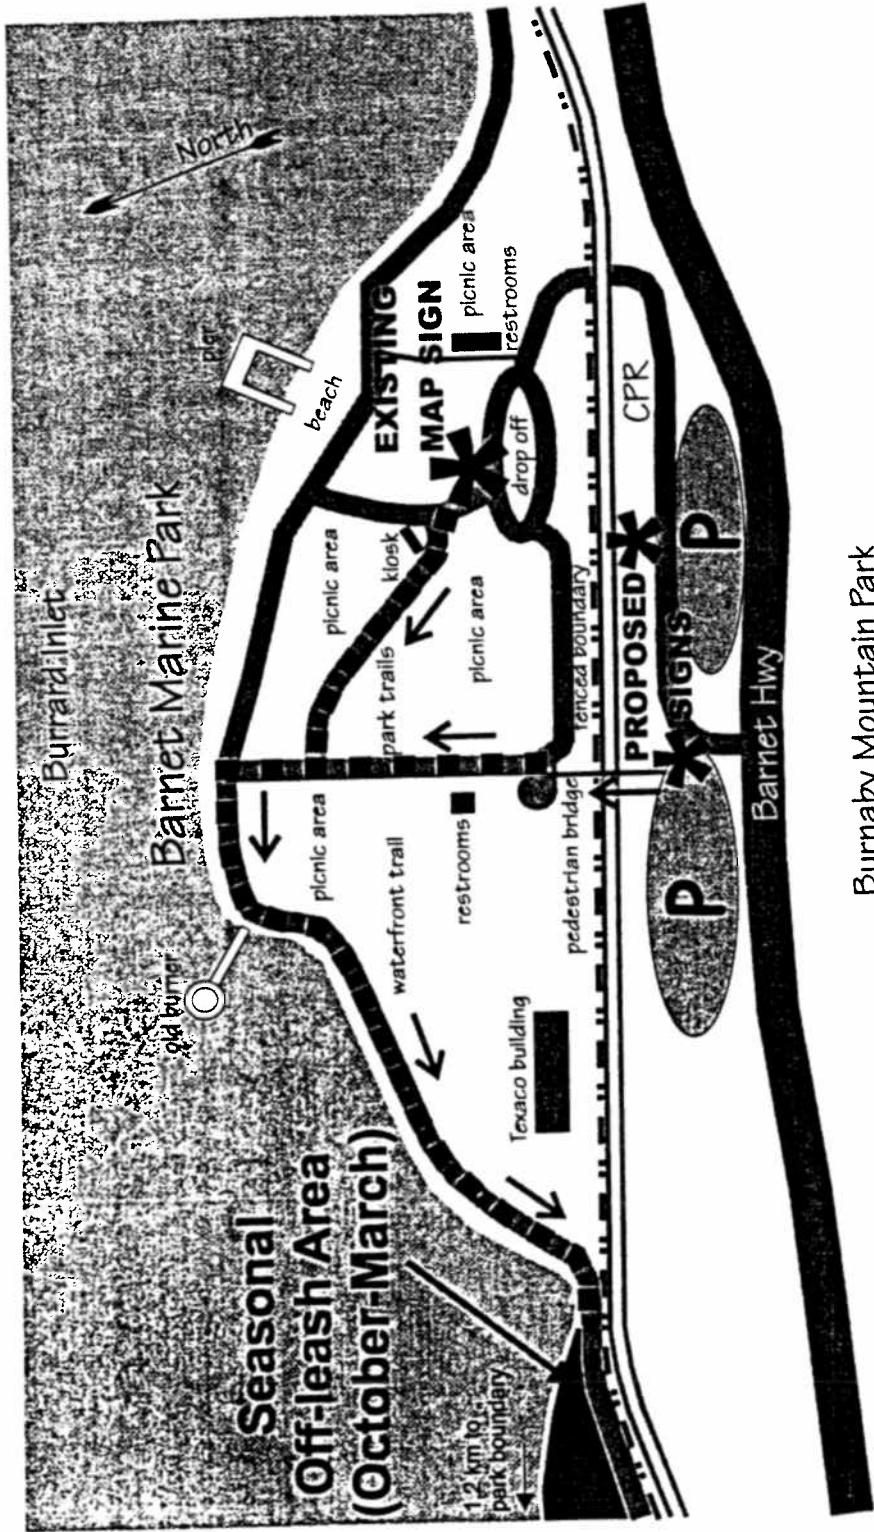 Burrard Inlet
Barnet Marine Park
North
pier
beach
old burner
Seasonal
Off-leash Area
(October-March)
1.2 km to
park boundary
EXISTING
MAP SIGN
picnic area
restrooms
drop off
kiosk
picnic area
park trails
picnic area
picnic area
waterfront trail
restrooms
Texaco building
pedestrian bridge
fenced boundary
CPR
PROPOSED
SIGNS
P
P
Barnet Hwy
Burnaby Mountain Park